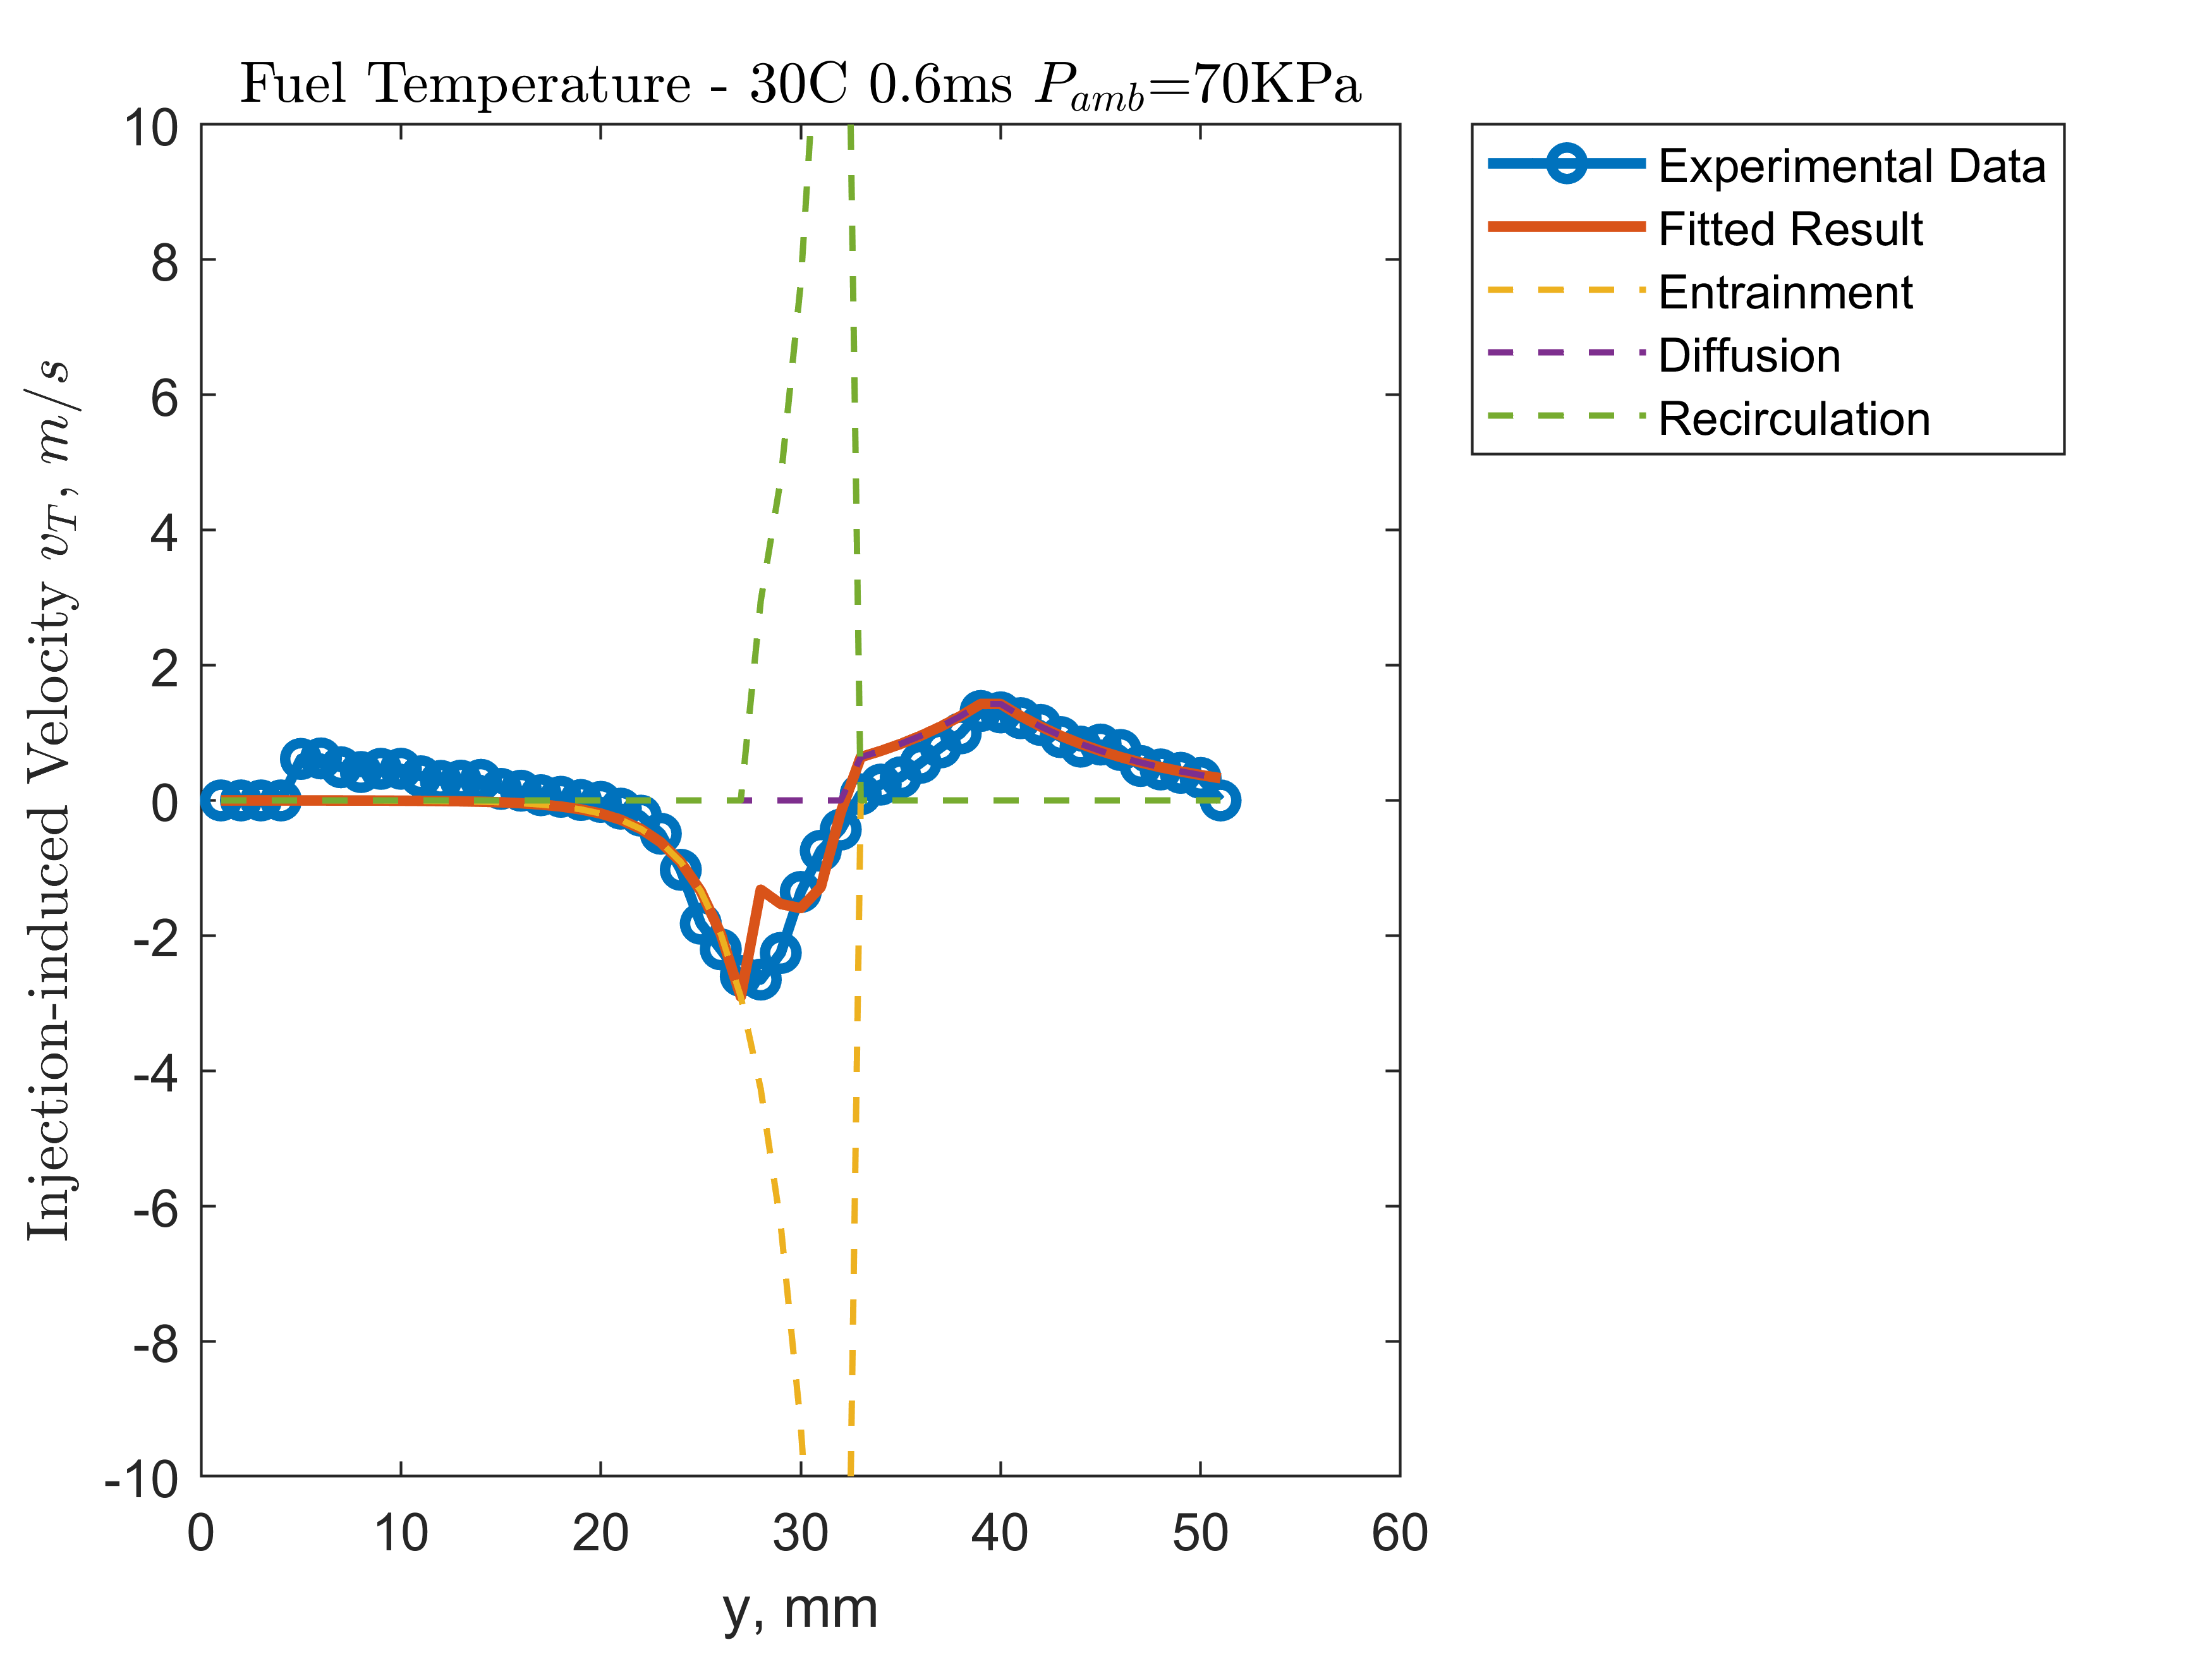 Fuel Temperature - 30C 0.6ms P_amb=70KPa
Injection-induced Velocity v_T, m/s
10
8
6
4
2
0
-2
-4
-6
-8
-10
0 10 20 30 40 50 60
y, mm
Experimental Data
Fitted Result
Entrainment
Diffusion
Recirculation